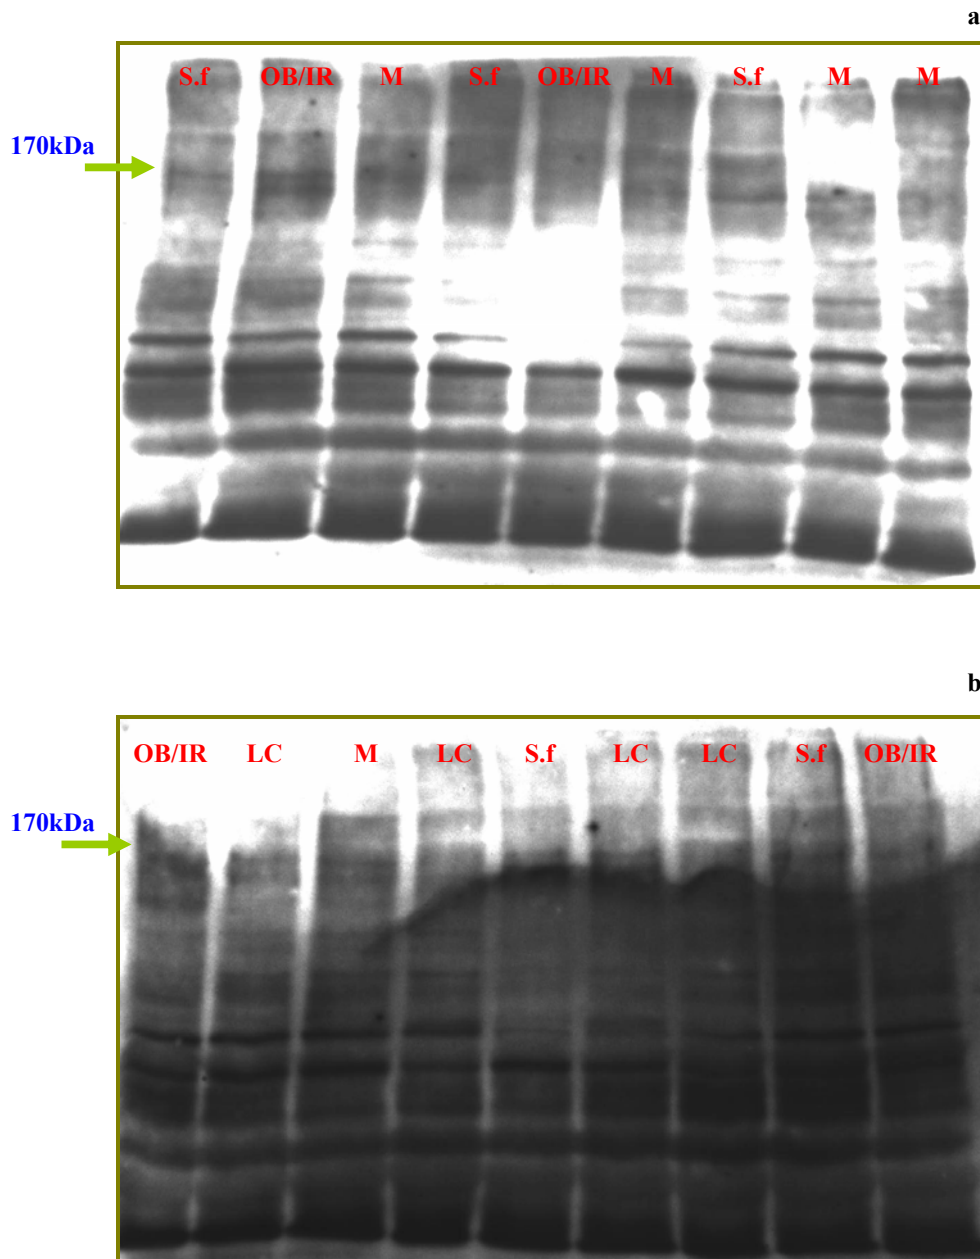 a
S.f OB/IR M S.f OB/IR M S.f M M
170kDa
b
OB/IR LC M LC S.f LC LC S.f OB/IR
170kDa